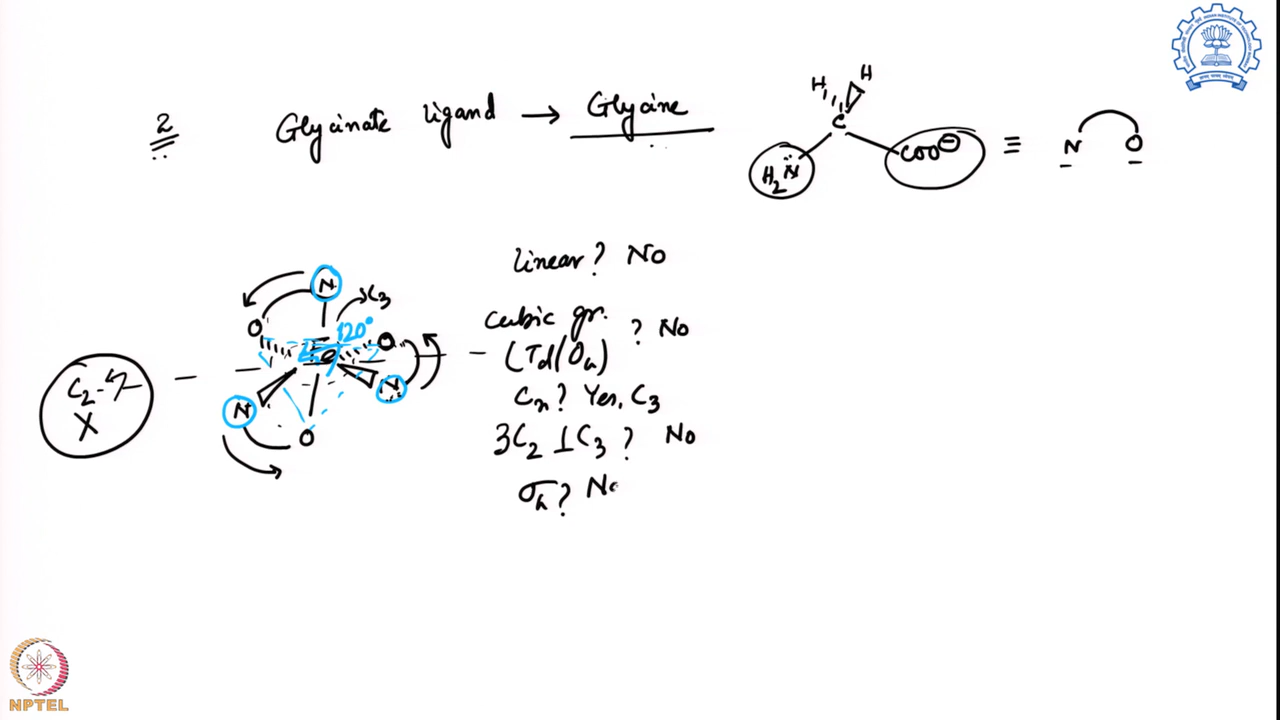 2 Glycinate ligand → Glycine
H H
C
H2N̈ COO⊖ ≡ N O
linear? No
N
C3
cubic gr. ? No
O 120° O
(Td/Oh)
C2
X
Cn? Yes, C3
N N
3C2 ⊥ C3 ? No
O
σh? No
NPTEL